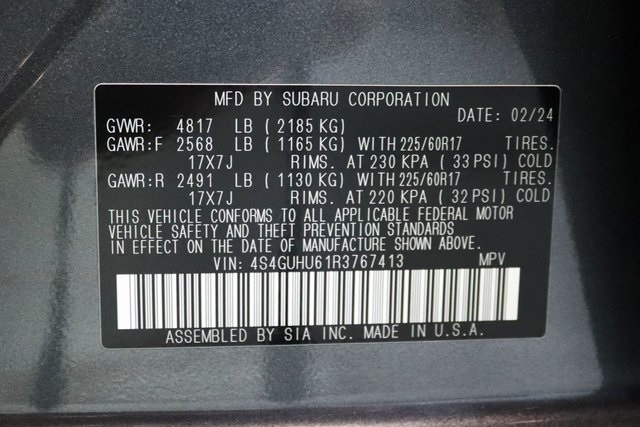 MFD BY SUBARU CORPORATION
DATE: 02/24
GVWR: 4817 LB ( 2185 KG)
GAWR:F 2568 LB ( 1165 KG) WITH 225/60R17 TIRES.
17X7J RIMS. AT 230 KPA ( 33 PSI) COLD
GAWR:R 2491 LB ( 1130 KG) WITH 225/60R17 TIRES.
17X7J RIMS. AT 220 KPA ( 32 PSI) COLD
THIS VEHICLE CONFORMS TO ALL APPLICABLE FEDERAL MOTOR
VEHICLE SAFETY AND THEFT PREVENTION STANDARDS
IN EFFECT ON THE DATE OF MANUFACTURE SHOWN ABOVE.
VIN: 4S4GUHU61R3767413 MPV
ASSEMBLED BY SIA INC. MADE IN U.S.A.